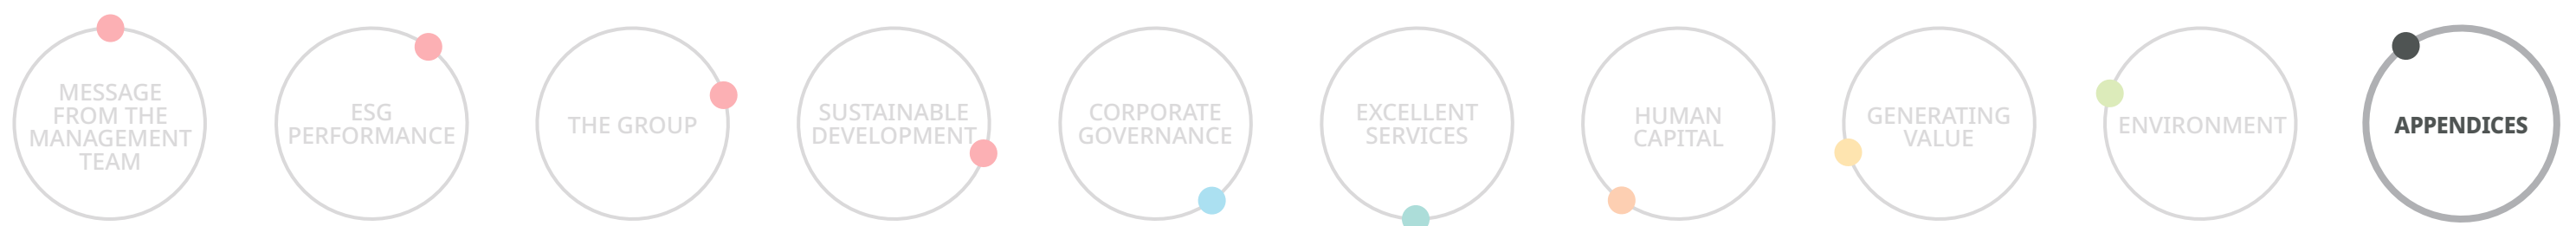 MESSAGE
FROM THE
MANAGEMENT
TEAM
ESG
PERFORMANCE
THE GROUP
SUSTAINABLE
DEVELOPMENT
CORPORATE
GOVERNANCE
EXCELLENT
SERVICES
HUMAN
CAPITAL
GENERATING
VALUE
ENVIRONMENT
APPENDICES